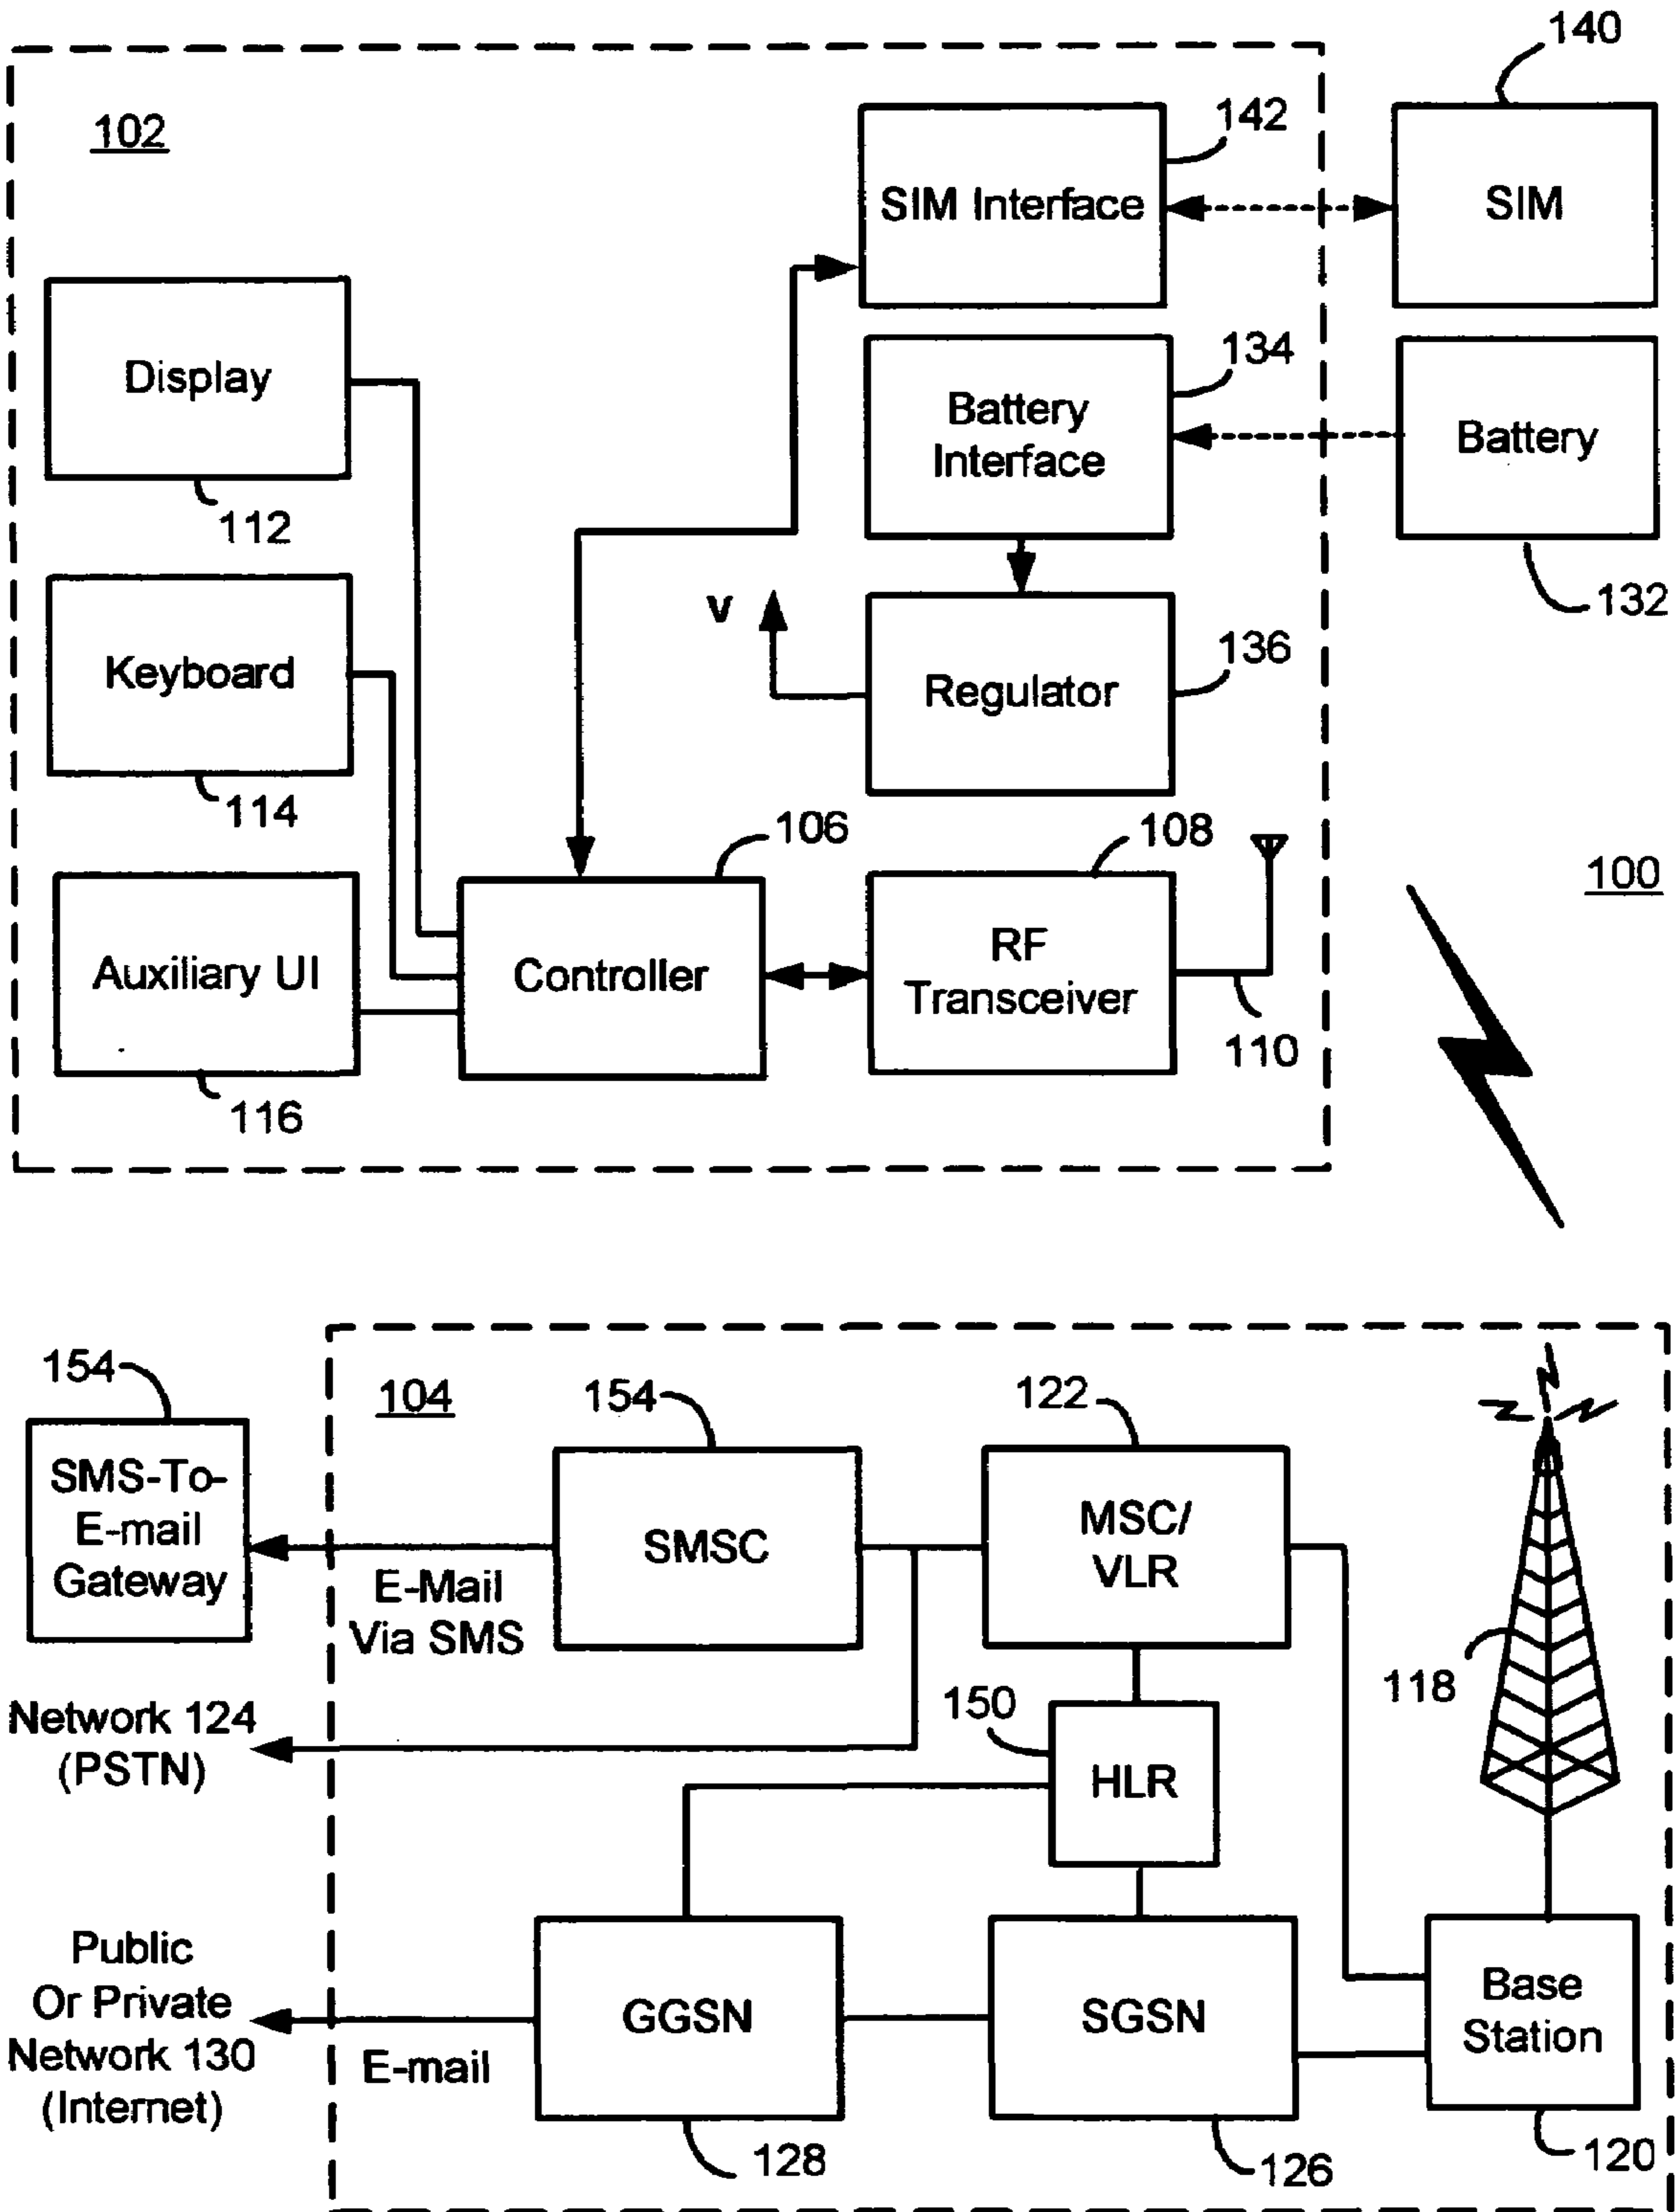 140
102
142
SIM Interface
SIM
134
Display
Battery
Interface
Battery
112
132
V
136
Keyboard
Regulator
114
106
108
100
Auxiliary UI
Controller
RF
Transceiver
110
116
154
104
154
122
SMS-To-
E-mail
Gateway
SMSC
MSC/
VLR
E-Mail
Via SMS
118
Network 124
(PSTN)
150
HLR
Public
Or Private
Network 130
(Internet)
GGSN
SGSN
Base
Station
E-mail
128
126
120